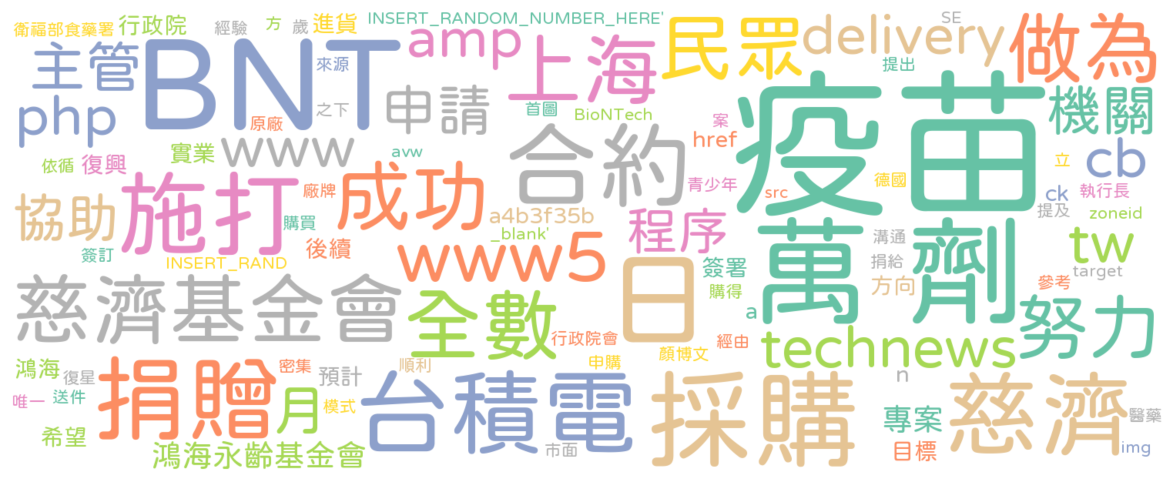 衛福部食藥署 行政院 經驗 方 歲 進貨 INSERT_RANDOM_NUMBER_HERE' 民眾 delivery SE 做為
主管 BNT 來源 amp 上海 提出
php 之下 申請 首圖 BioNTech 案 疫苗 機關
原廠 合約 href
依循 復興 實業 www avw 立 cb
施打 廠牌 成功 青少年 src 德國 ck 執行長
協助 購買 a4b3f35b 程序 萬劑 提及 zoneid
簽訂 後續 _blank' 日 溝通 tw
INSERT_RAND www5 簽署 捐給 target
慈濟基金會 全數 購得 方向 參考 努力
a
行政院會 經由 technews
鴻海 復星 捐贈 密集 預計 順利 申購 顏博文 n
唯一 送件 月 模式 台積電 採購 專案 慈濟 醫藥
希望 鴻海永齡基金會 市面 目標 img